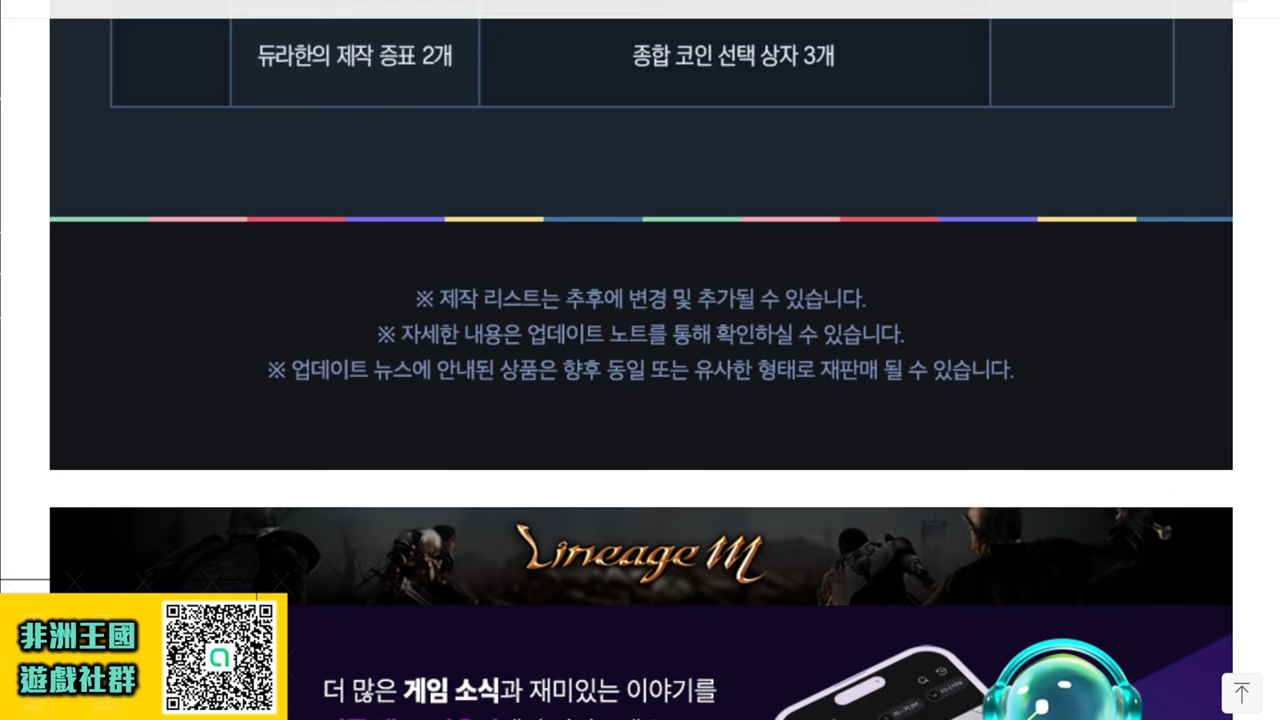 듀라한의 제작 증표 2개
종합 코인 선택 상자 3개
※ 제작 리스트는 추후에 변경 및 추가될 수 있습니다.
※ 자세한 내용은 업데이트 노트를 통해 확인하실 수 있습니다.
※ 업데이트 뉴스에 안내된 상품은 향후 동일 또는 유사한 형태로 재판매 될 수 있습니다.
Lineage M
非洲王國
遊戲社群
더 많은 게임 소식과 재미있는 이야기를